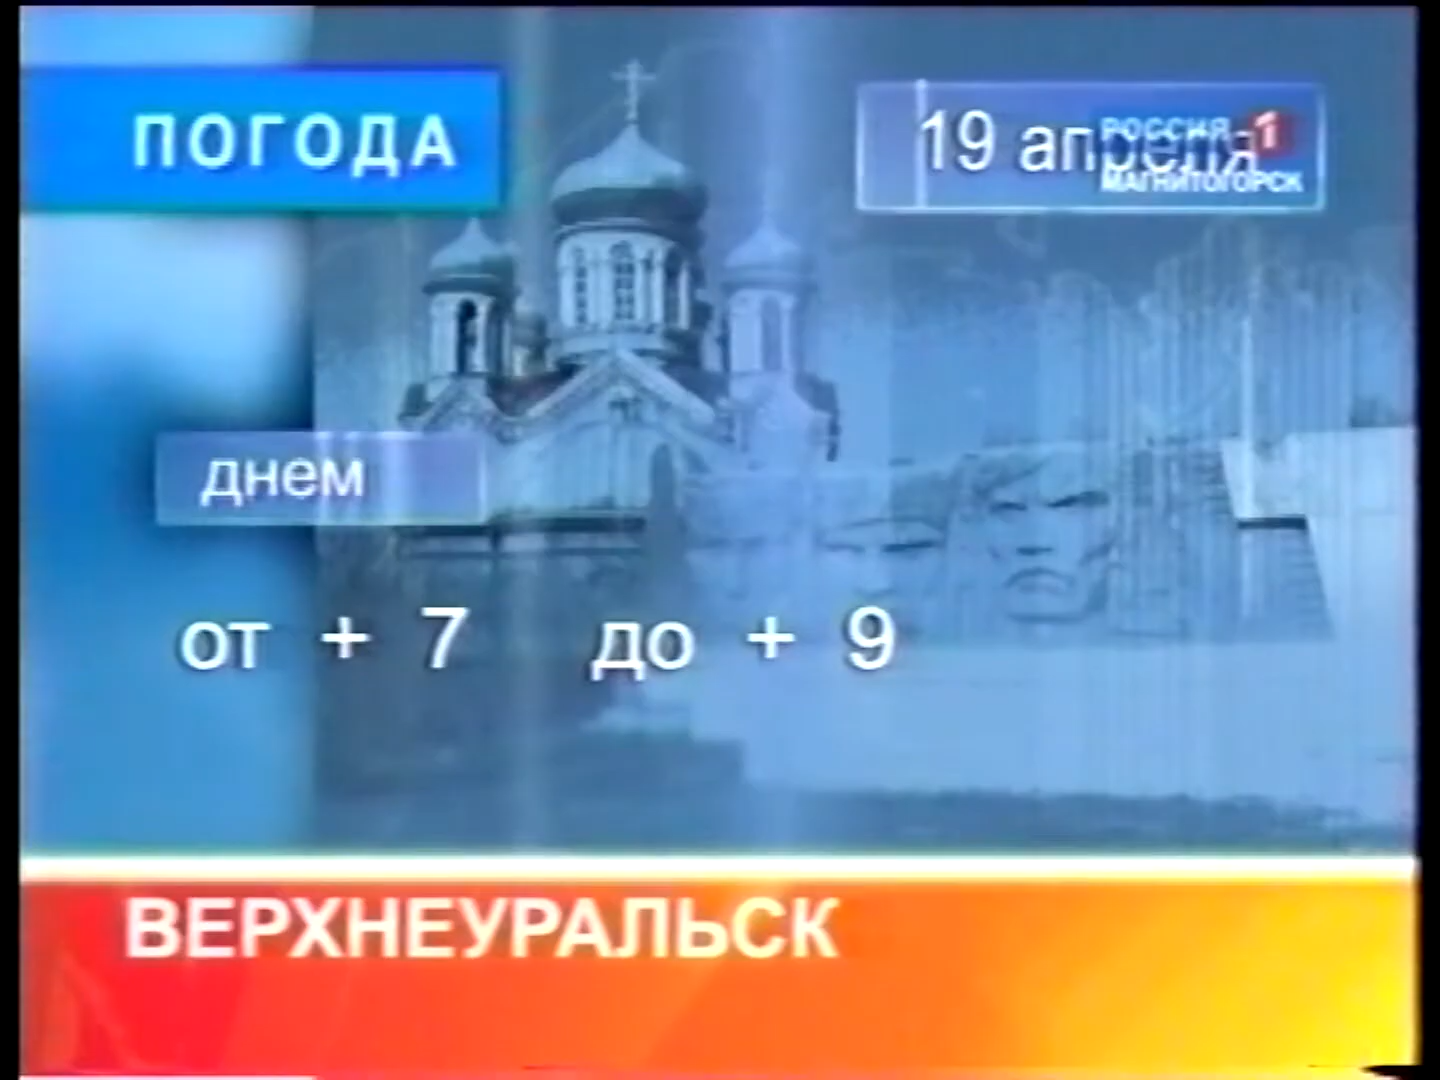 ПОГОДА
19 апреля
РОССИЯ 1
МАГНИТОГОРСК
днем
от + 7 до + 9
ВЕРХНЕУРАЛЬСК